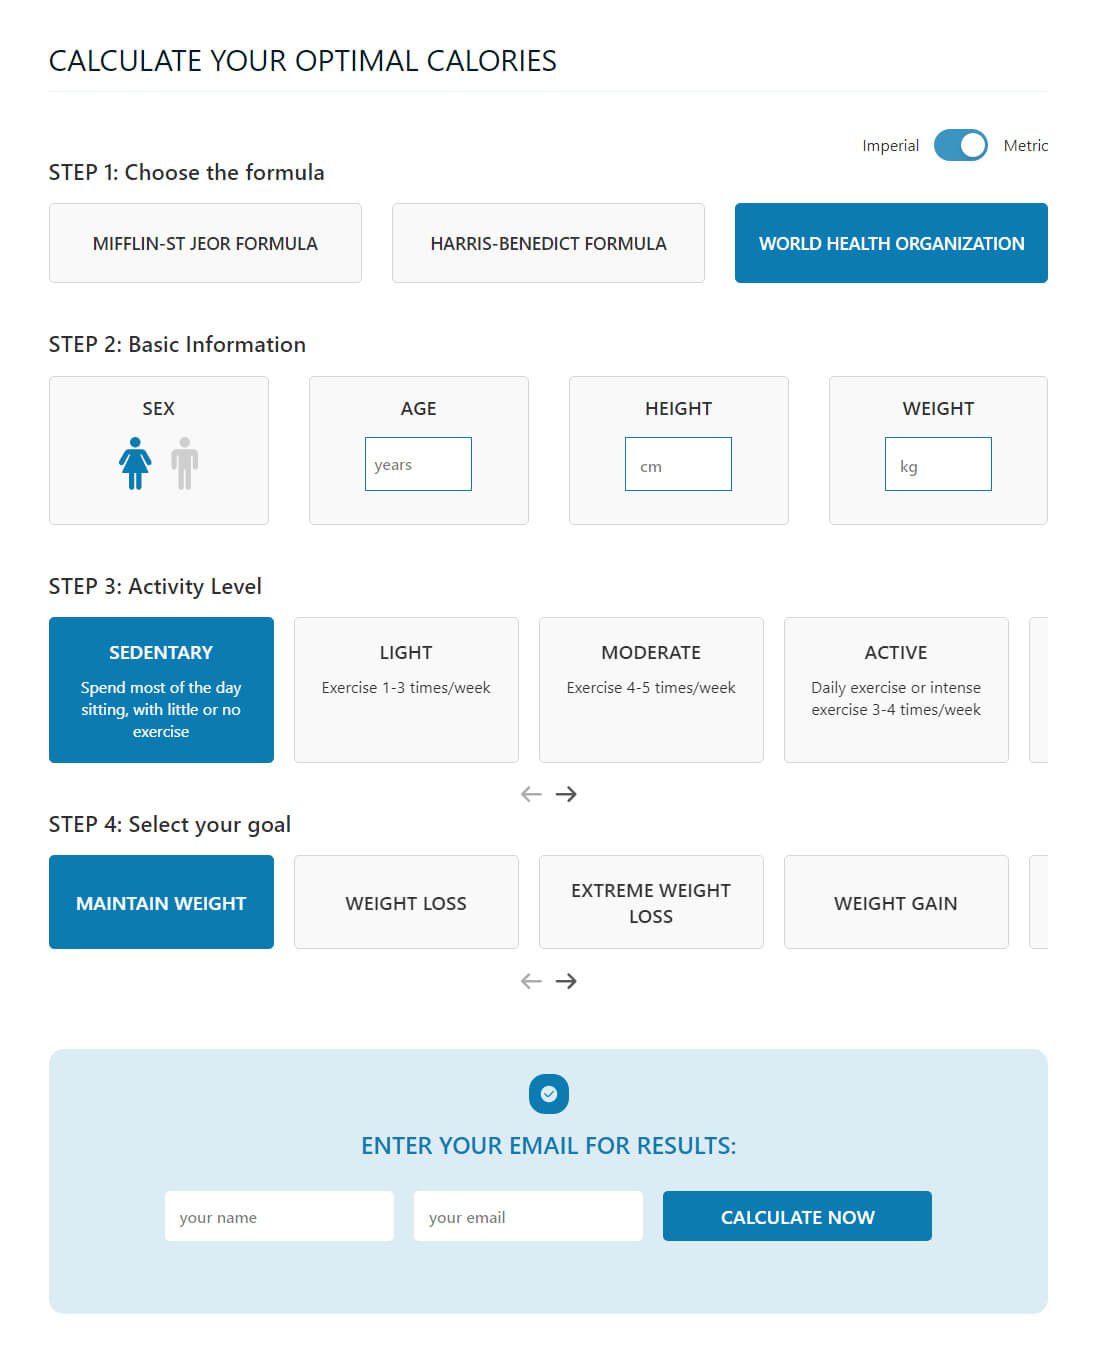 CALCULATE YOUR OPTIMAL CALORIES
Imperial Metric
STEP 1: Choose the formula
MIFFLIN-ST JEOR FORMULA
HARRIS-BENEDICT FORMULA
WORLD HEALTH ORGANIZATION
STEP 2: Basic Information
SEX
AGE
years
HEIGHT
cm
WEIGHT
kg
STEP 3: Activity Level
SEDENTARY
Spend most of the day
sitting, with little or no
exercise
LIGHT
Exercise 1-3 times/week
MODERATE
Exercise 4-5 times/week
ACTIVE
Daily exercise or intense
exercise 3-4 times/week
STEP 4: Select your goal
MAINTAIN WEIGHT
WEIGHT LOSS
EXTREME WEIGHT
LOSS
WEIGHT GAIN
ENTER YOUR EMAIL FOR RESULTS:
your name
your email
CALCULATE NOW